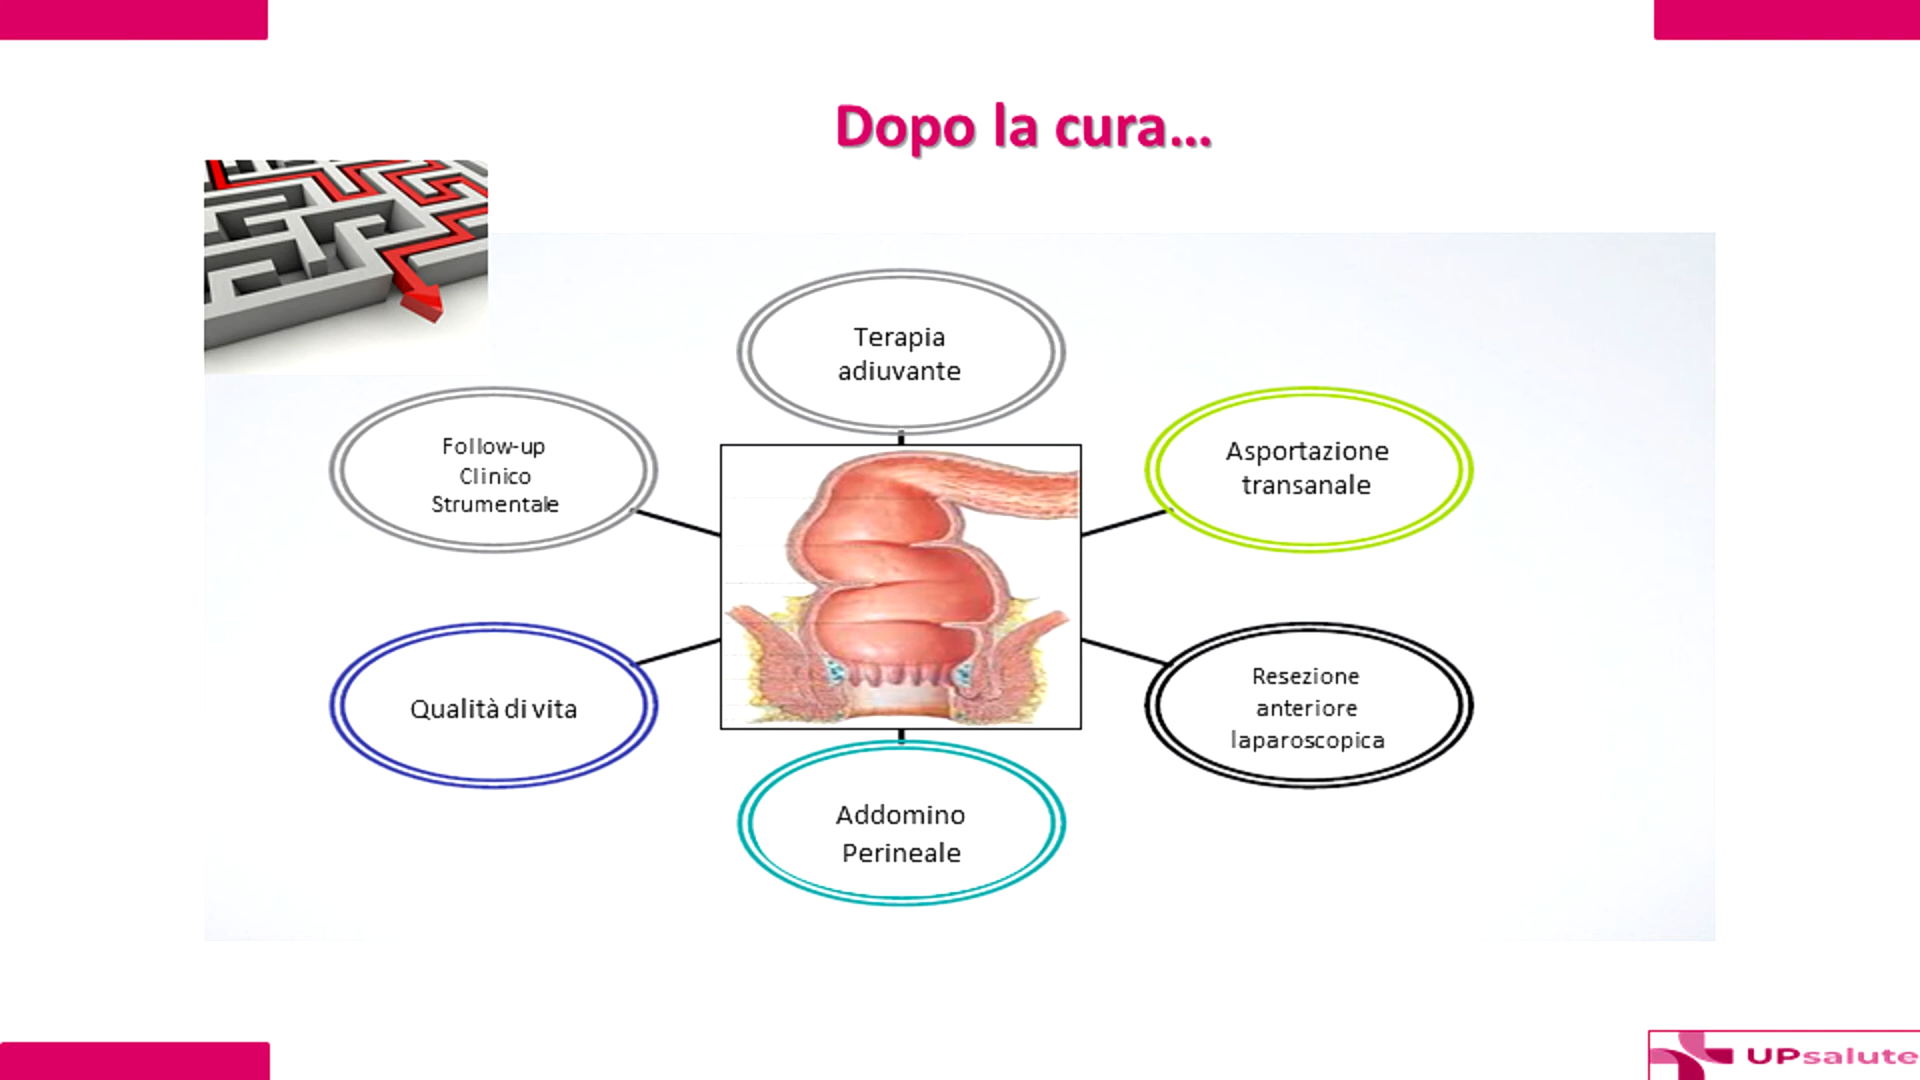 Dopo la cura...
Terapia
adiuvante
Follow-up
Clinico
Strumentale
Asportazione
transanale
Qualità di vita
Resezione
anteriore
laparoscopica
Addomino
Perineale
UPsalute